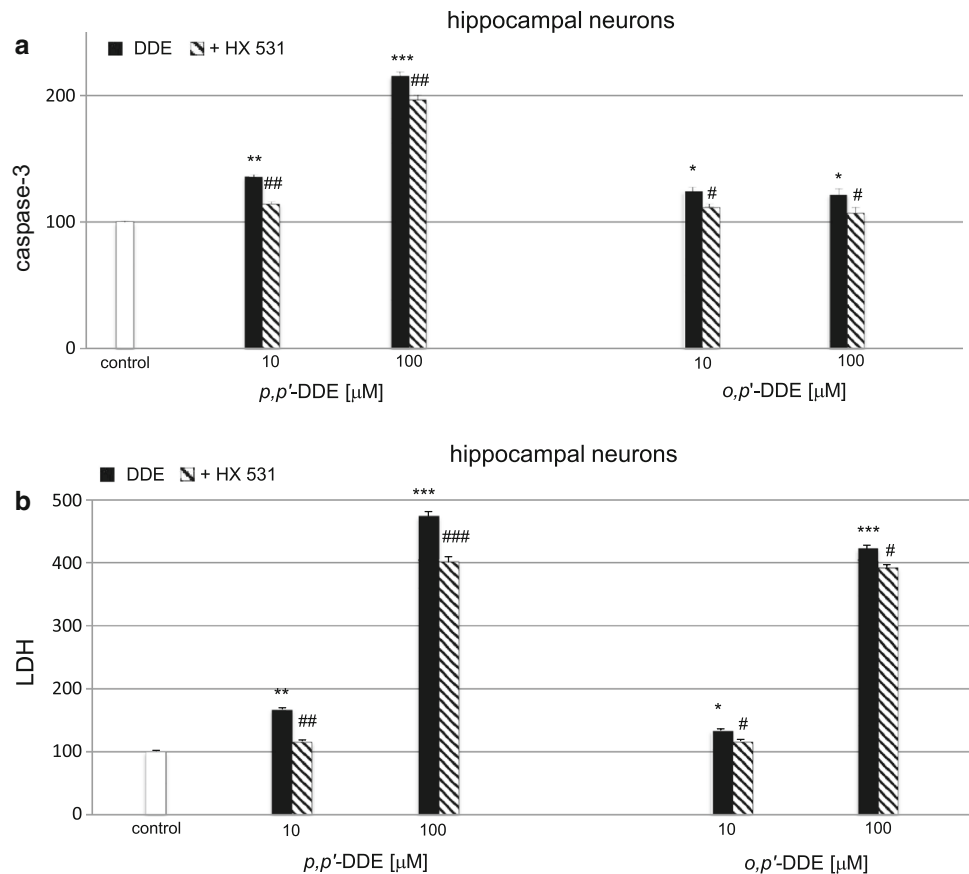 hippocampal neurons
a
DDE + HX 531
***
##
200
**
##
*
#
*
#
caspase-3
100
0
control
10
100
10
100
p,p'-DDE [μM]
o,p'-DDE [μM]
hippocampal neurons
DDE + HX 531
b
500
***
###
***
#
400
300
LDH
200
**
##
*
#
100
0
control
10
100
10
100
p,p'-DDE [μM]
o,p'-DDE [μM]